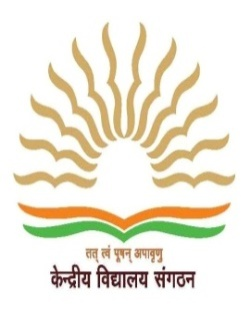 तत् त्वं पूषन् अपावृणु
केन्द्रीय विद्यालय संगठन